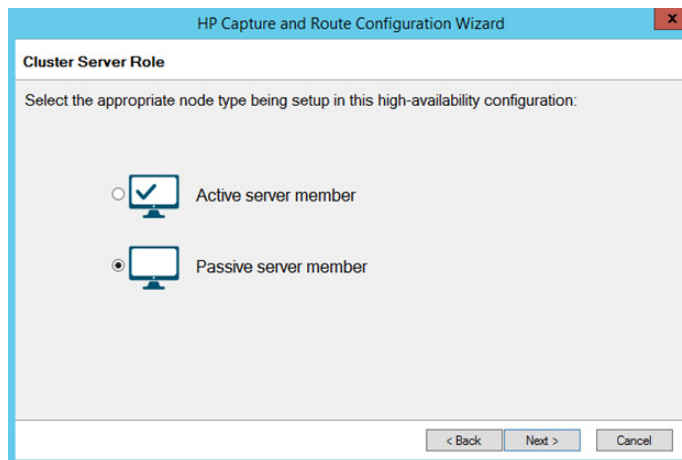 HP Capture and Route Configuration Wizard
x
Cluster Server Role
Select the appropriate node type being setup in this high-availability configuration:
Active server member
Passive server member
< Back Next > Cancel